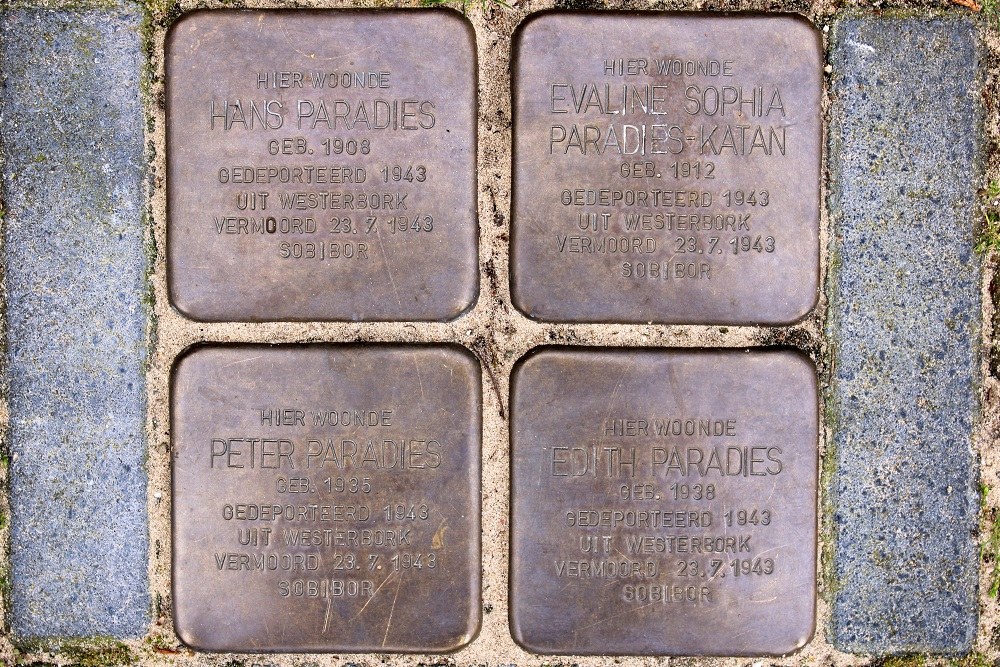 HIER WOONDE
HANS PARADIES
GEB. 1908
GEDEPORTEERD 1943
UIT WESTERBORK
VERMOORD 23.7.1943
SOBIBOR
HIER WOONDE
EVALINE SOPHIA
PARADIES-KATAN
GEB. 1912
GEDEPORTEERD 1943
UIT WESTERBORK
VERMOORD 23.7.1943
SOBIBOR
HIER WOONDE
PETER PARADIES
GEB. 1935
GEDEPORTEERD 1943
UIT WESTERBORK
VERMOORD 23.7.1943
SOBIBOR
HIER WOONDE
EDITH PARADIES
GEB. 1938
GEDEPORTEERD 1943
UIT WESTERBORK
VERMOORD 23.7.1943
SOBIBOR